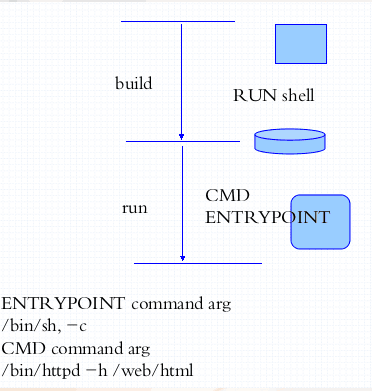 build
RUN shell
run
CMD
ENTRYPOINT
ENTRYPOINT command arg
/bin/sh, −c
CMD command arg
/bin/httpd −h /web/html